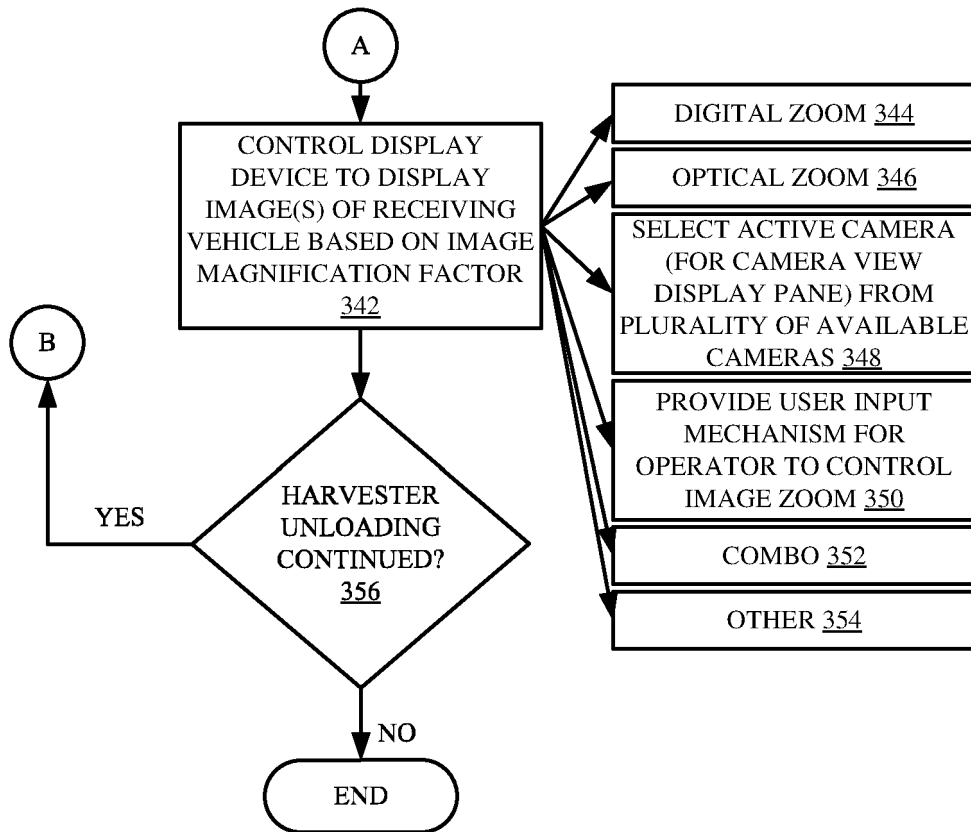 A
CONTROL DISPLAY
DEVICE TO DISPLAY
IMAGE(S) OF RECEIVING
VEHICLE BASED ON IMAGE
MAGNIFICATION FACTOR
342
DIGITAL ZOOM 344
OPTICAL ZOOM 346
SELECT ACTIVE CAMERA
(FOR CAMERA VIEW
DISPLAY PANE) FROM
PLURALITY OF AVAILABLE
CAMERAS 348
PROVIDE USER INPUT
MECHANISM FOR
OPERATOR TO CONTROL
IMAGE ZOOM 350
COMBO 352
OTHER 354
B
YES
HARVESTER
UNLOADING
CONTINUED?
356
NO
END